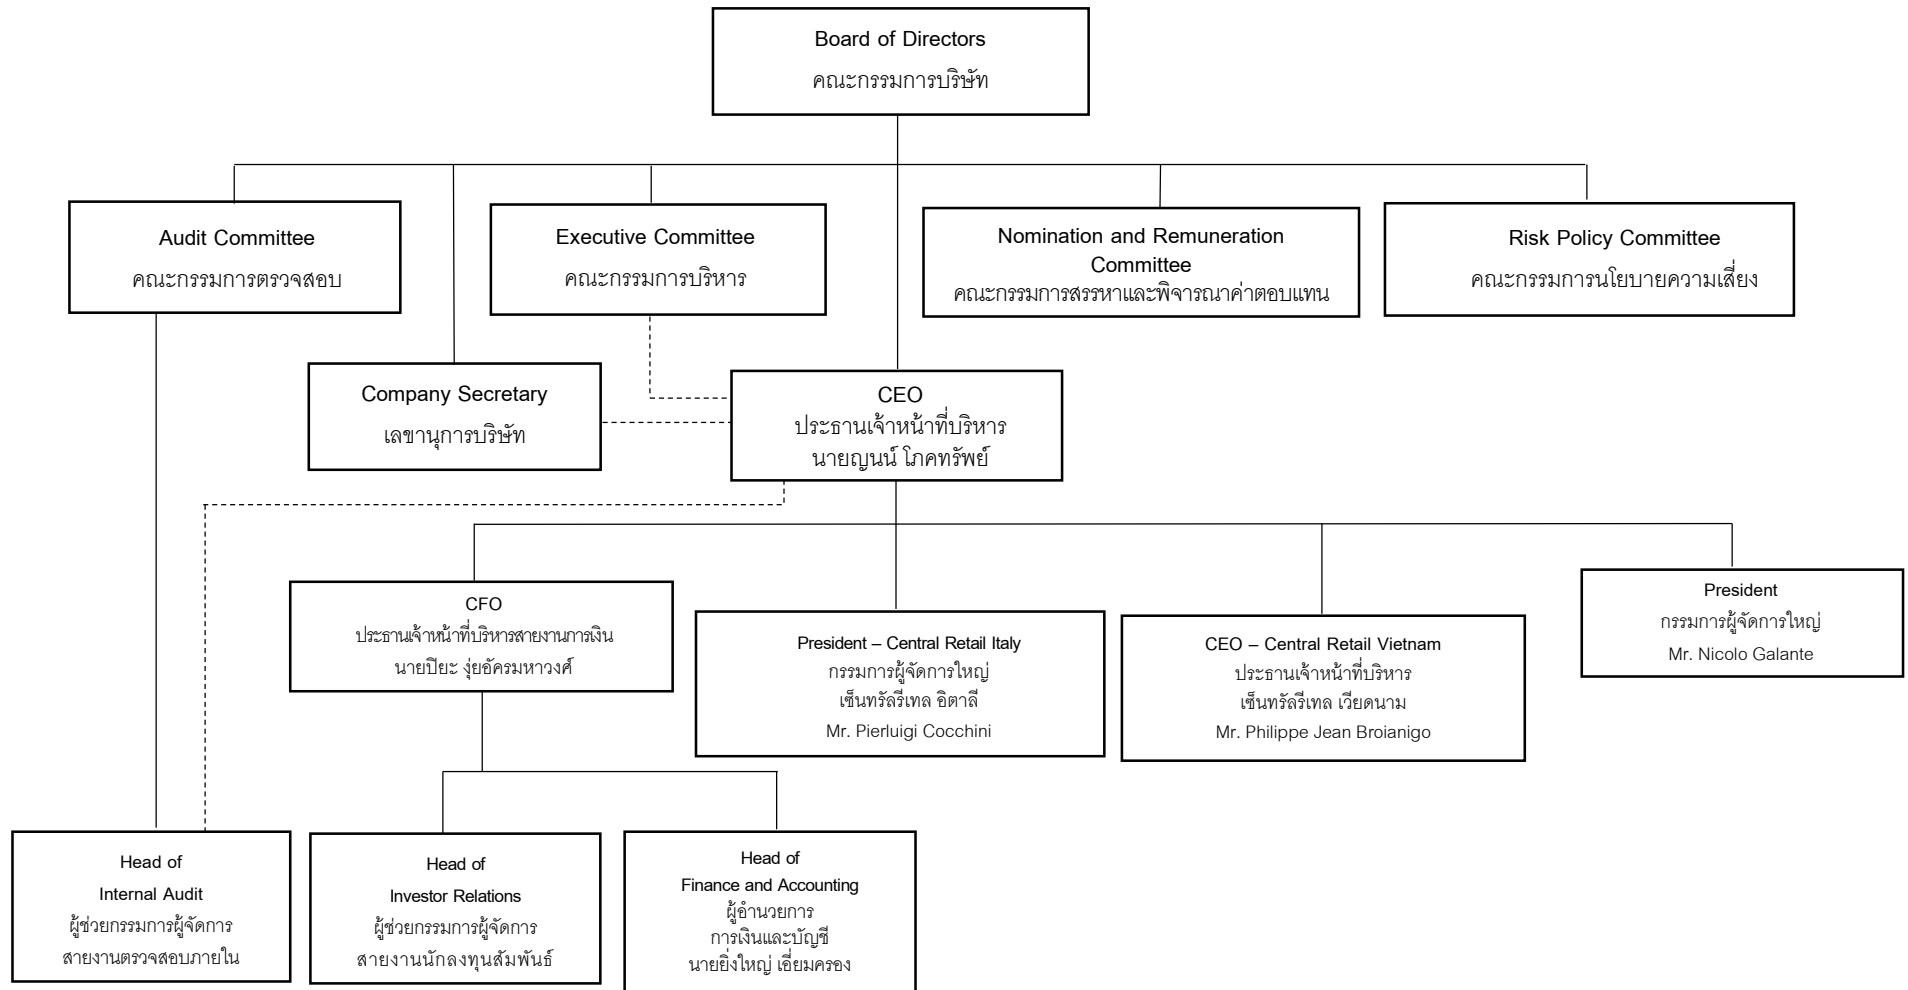 Board of Directors
คณะกรรมการบริษัท
Audit Committee
คณะกรรมการตรวจสอบ
Executive Committee
คณะกรรมการบริหาร
Nomination and Remuneration
Committee
คณะกรรมการสรรหาและพิจารณาค่าตอบแทน
Risk Policy Committee
คณะกรรมการนโยบายความเสี่ยง
Company Secretary
เลขานุการบริษัท
CEO
ประธานเจ้าหน้าที่บริหาร
นายญนน์ โภคทรัพย์
CFO
ประธานเจ้าหน้าที่บริหารสายงานการเงิน
นายปิยะ งุ่ยอัครมหาวงศ์
President – Central Retail Italy
กรรมการผู้จัดการใหญ่
เซ็นทรัลรีเทล อิตาลี
Mr. Pierluigi Cocchini
CEO – Central Retail Vietnam
ประธานเจ้าหน้าที่บริหาร
เซ็นทรัลรีเทล เวียดนาม
Mr. Philippe Jean Broianigo
President
กรรมการผู้จัดการใหญ่
Mr. Nicolo Galante
Head of
Internal Audit
ผู้ช่วยกรรมการผู้จัดการ
สายงานตรวจสอบภายใน
Head of
Investor Relations
ผู้ช่วยกรรมการผู้จัดการ
สายงานนักลงทุนสัมพันธ์
Head of
Finance and Accounting
ผู้อำนวยการ
การเงินและบัญชี
นายยิ่งใหญ่ เอี่ยมครอง